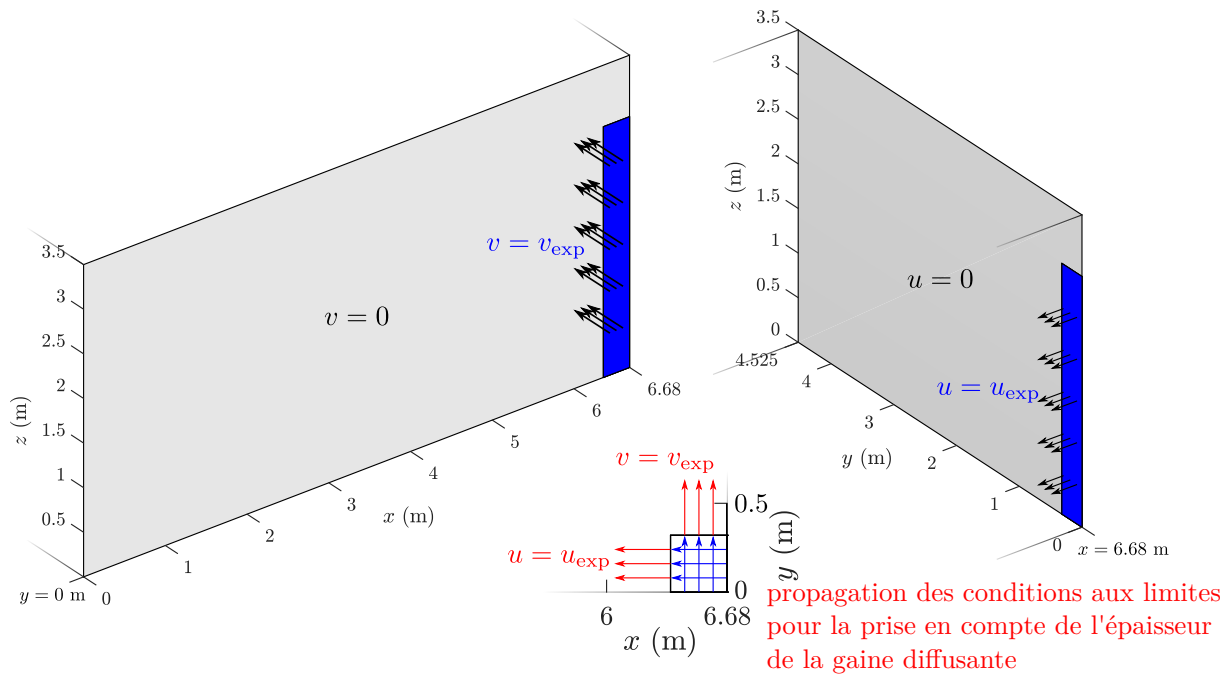 3.5
3
2.5
2
1.5
1
0.5
z (m)
y = 0 m
0
1
2
3
4
5
6
6.68
x (m)
v = 0
v = v_exp
3.5
3
2.5
2
1.5
1
0.5
0
z (m)
4.525
4
3
2
1
0
y (m)
x = 6.68 m
u = 0
u = u_exp
v = v_exp
u = u_exp
0.5
0
y (m)
6
6.68
x (m)
propagation des conditions aux limites
pour la prise en compte de l'épaisseur
de la gaine diffusante